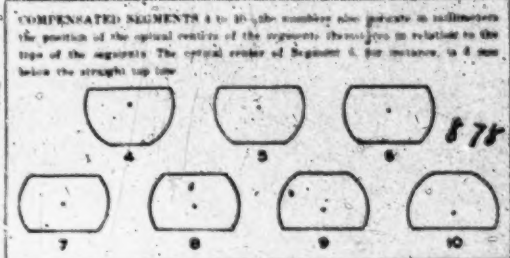 COMPENSATED SEGMENTS 4 to 10 the numbers also indicate in millimeters
the position of the optical centers of the segments themselves in relation to the
tops of the segments. The optical center of Segment 4, for instance, is 4 mm
below the straight top line
4 5 6 878
7 8 9 10